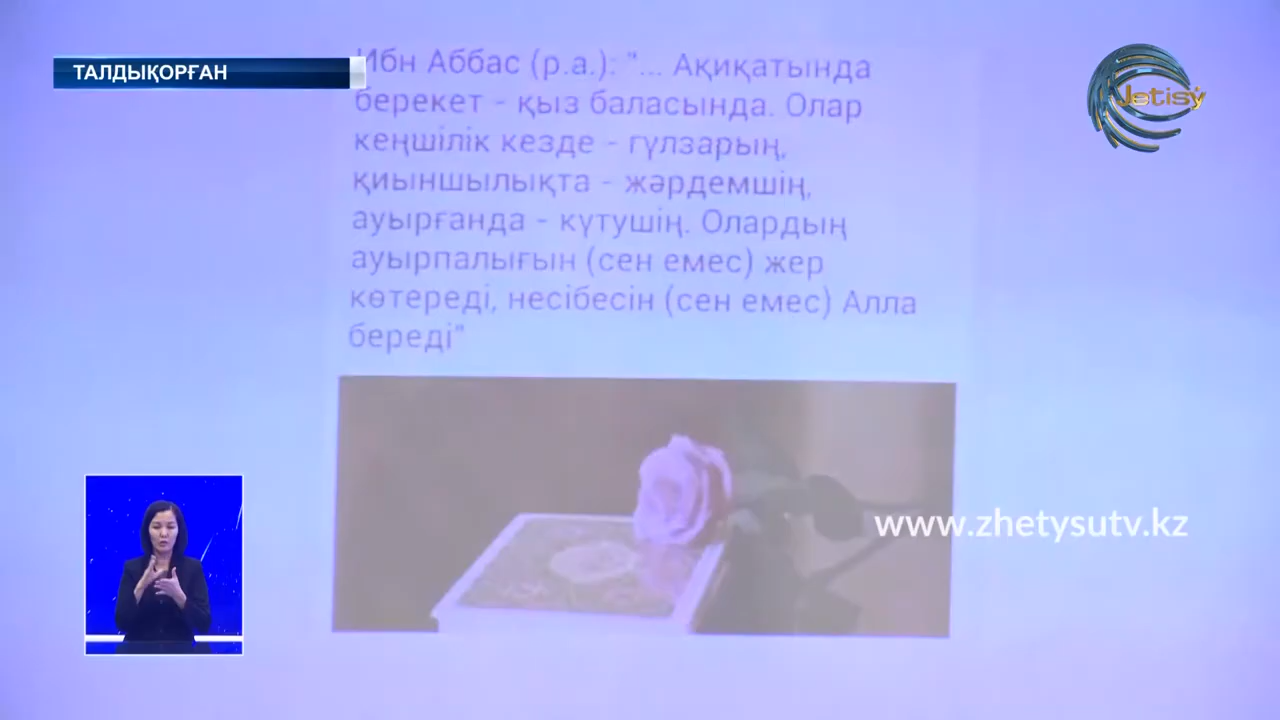 ТАЛДЫҚОРҒАН
Jetisý
Ибн Аббас (р.а.): "... Ақиқатында
берекет - қыз баласында. Олар
кеңшілік кезде - гүлзарың,
қиыншылықта - жәрдемшің,
ауырғанда - күтушің. Олардың
ауырпалығын (сен емес) жер
көтереді, несібесін (сен емес) Алла
береді"
www.zhetysutv.kz